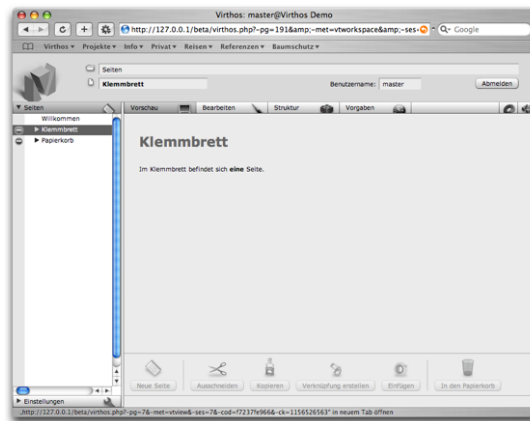 Virthos: master@Virthos Demo
http://127.0.0.1/beta/virthos.php?-pg=191&amp;-met=vtworkspace&amp;-ses- Google
Virthos Projekte Info Privat Reisen Referenzen Baumschutz
Seiten
Klemmbrett Benutzername: master Abmelden
Seiten Vorschau Bearbeiten Struktur Vorgaben
Willkommen
Klemmbrett
Papierkorb
Klemmbrett
Im Klemmbrett befindet sich eine Seite.
Neue Seite Ausschneiden Kopieren Verknüpfung erstellen Einfügen In den Papierkorb
Einstellungen
„http://127.0.0.1/beta/virthos.php?-pg=7&-met=vtview&-ses=7&-cod=f7237fe966&-ck=1156526563" in neuem Tab öffnen